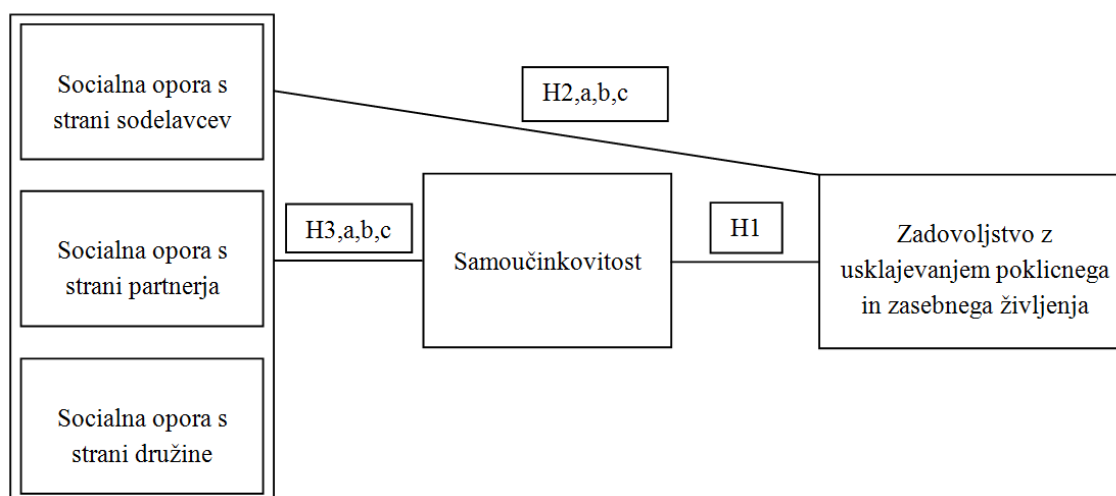 Socialna opora s
strani sodelavcev
H2,a,b,c
Socialna opora s
strani partnerja
H3,a,b,c
Samoučinkovitost
H1
Zadovoljstvo z
usklajevanjem poklicnega
in zasebnega življenja
Socialna opora s
strani družine